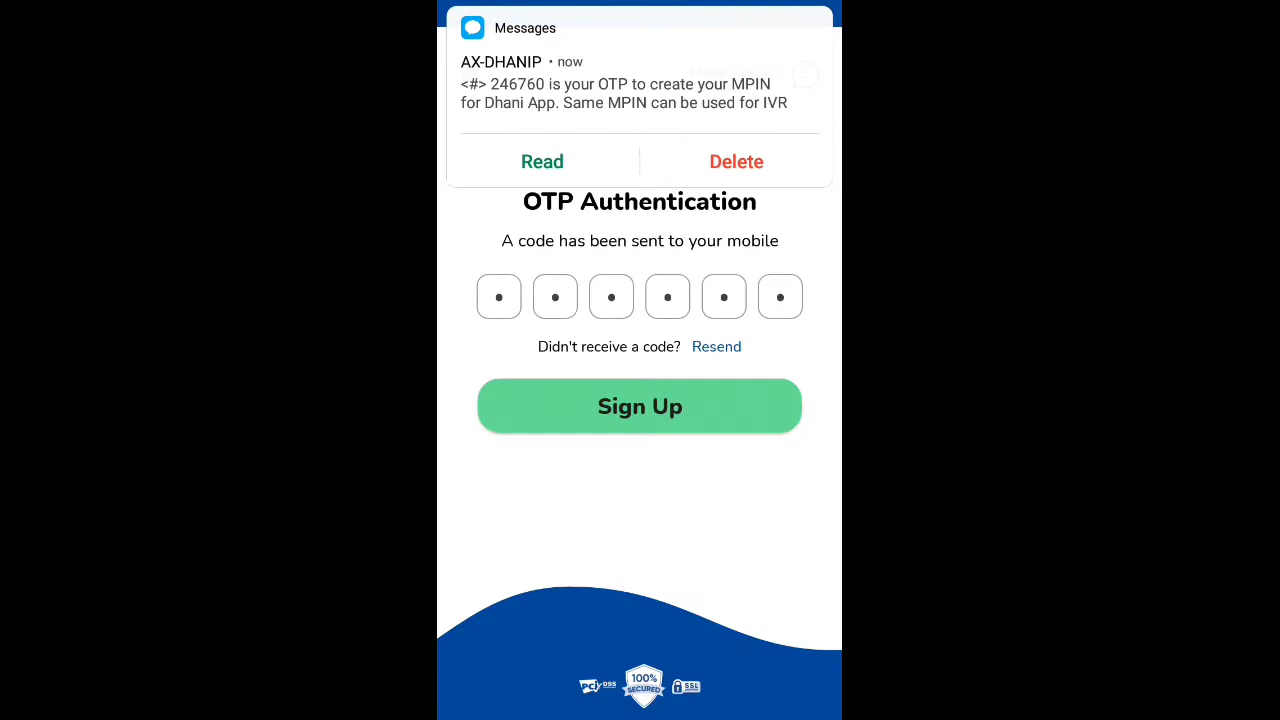 Messages
AX-DHANIP • now
<#> 246760 is your OTP to create your MPIN
for Dhani App. Same MPIN can be used for IVR
Read
Delete
OTP Authentication
A code has been sent to your mobile
Didn't receive a code? Resend
Sign Up
PCI DSS
100%
SECURED
SSL